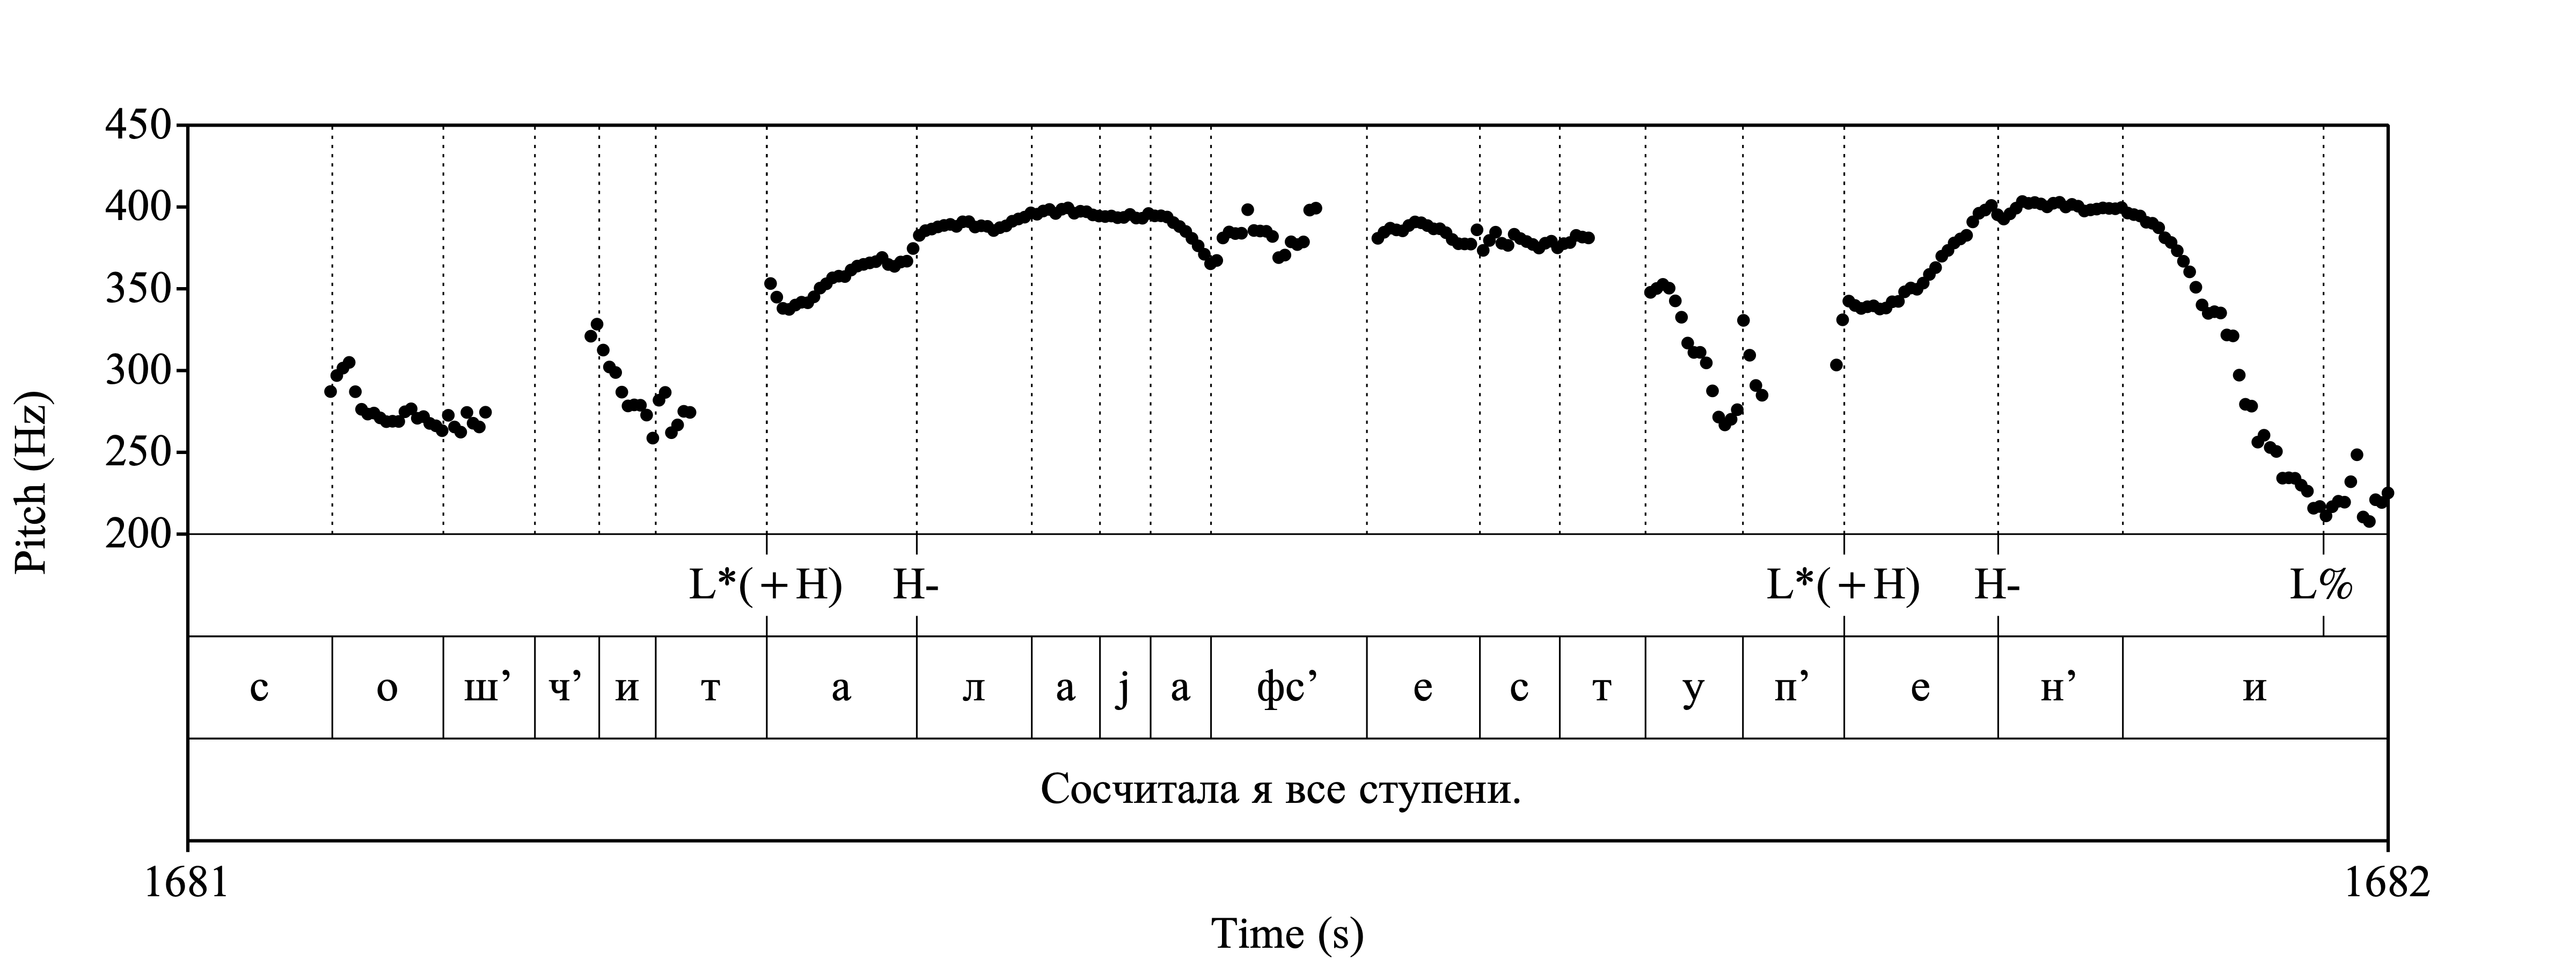 450
400
350
300
250
200
Pitch (Hz)
L*(+H) H- L*(+H) H- L%
с о ш’ ч’ и т а л а j а фс’ е с т у п’ е н’ и
Сосчитала я все ступени.
1681 1682
Time (s)